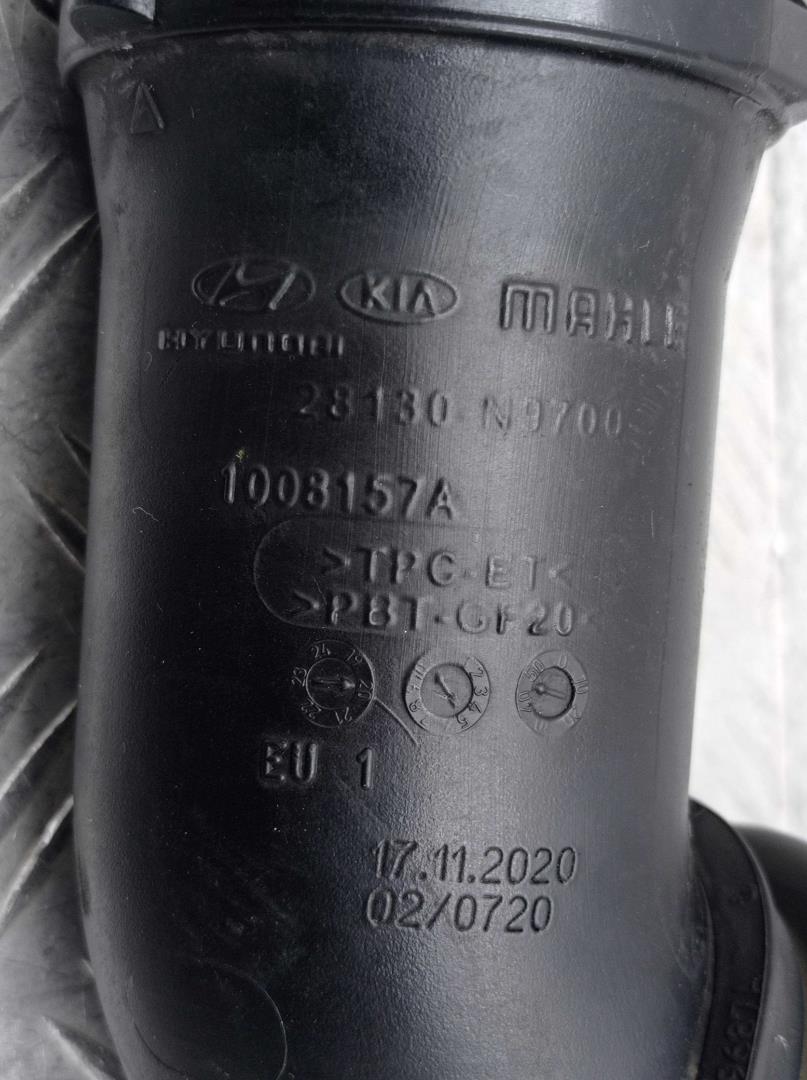 KIA MAHLE
HYUNDAI
28130-N9700
1008157A
>TPC-ET<
>PBT-GF20<
EU 1
17.11.2020
02/0720